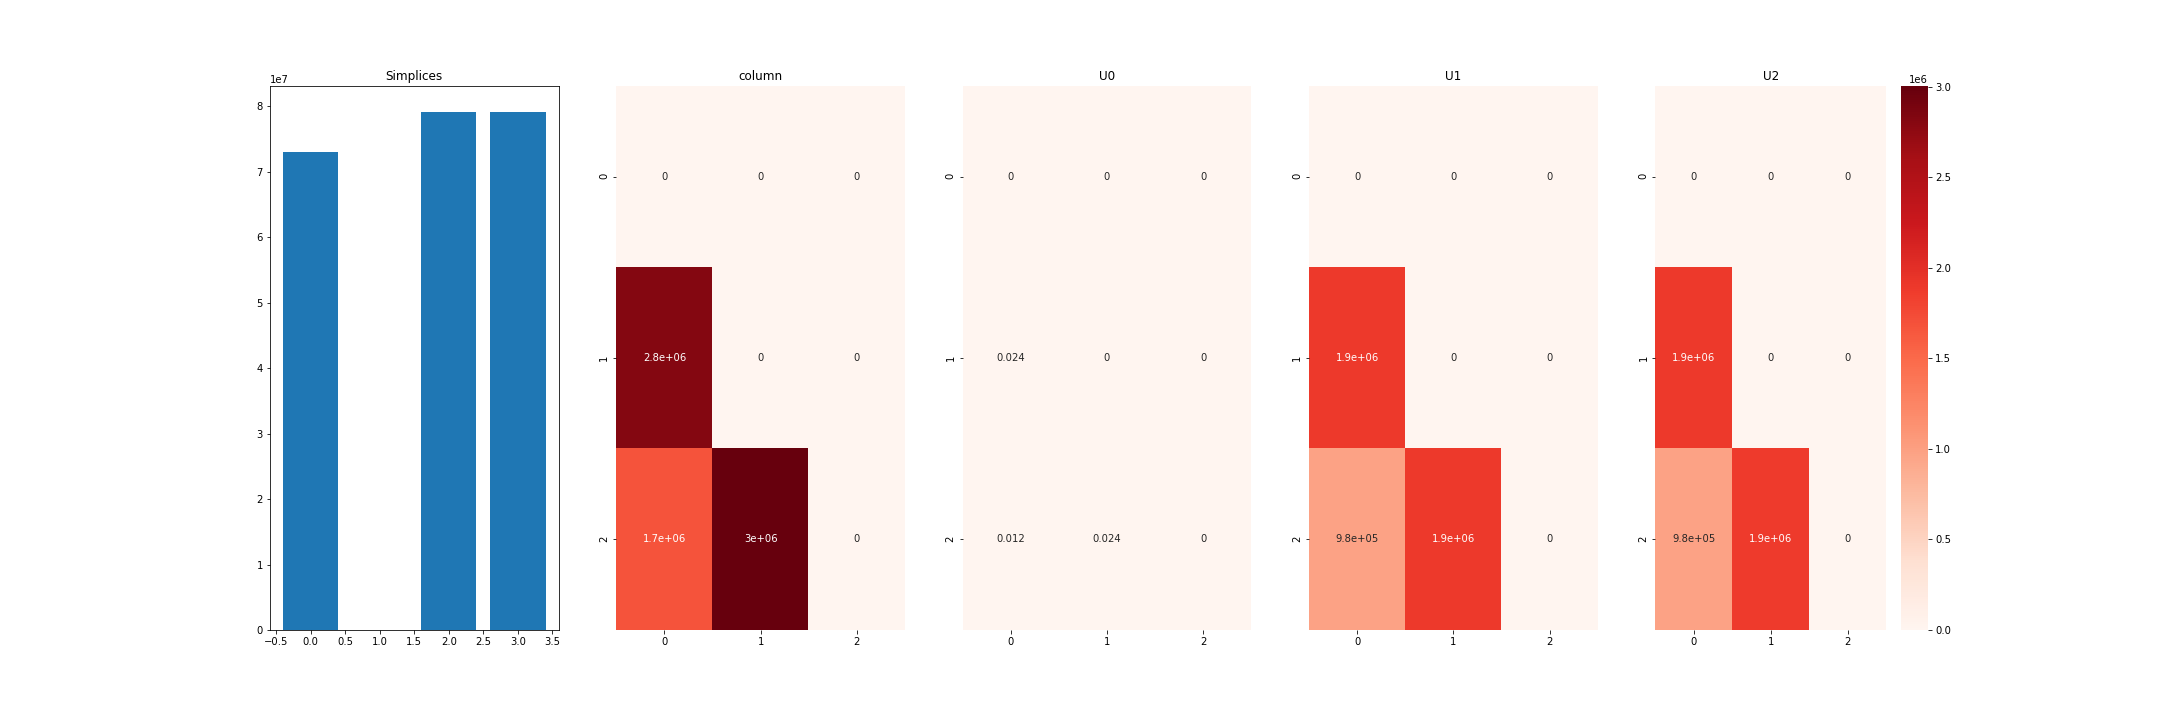 Simplices
1e7
8
7
6
5
4
3
2
1
0
−0.5 0.0 0.5 1.0 1.5 2.0 2.5 3.0 3.5
column
0 0 0 0
1 2.8e+06 0 0
2 1.7e+06 3e+06 0
0 1 2
U0
0 0 0 0
1 0.024 0 0
2 0.012 0.024 0
0 1 2
U1
0 0 0 0
1 1.9e+06 0 0
2 9.8e+05 1.9e+06 0
0 1 2
U2
0 0 0 0
1 1.9e+06 0 0
2 9.8e+05 1.9e+06 0
0 1 2
1e6
3.0
2.5
2.0
1.5
1.0
0.5
0.0